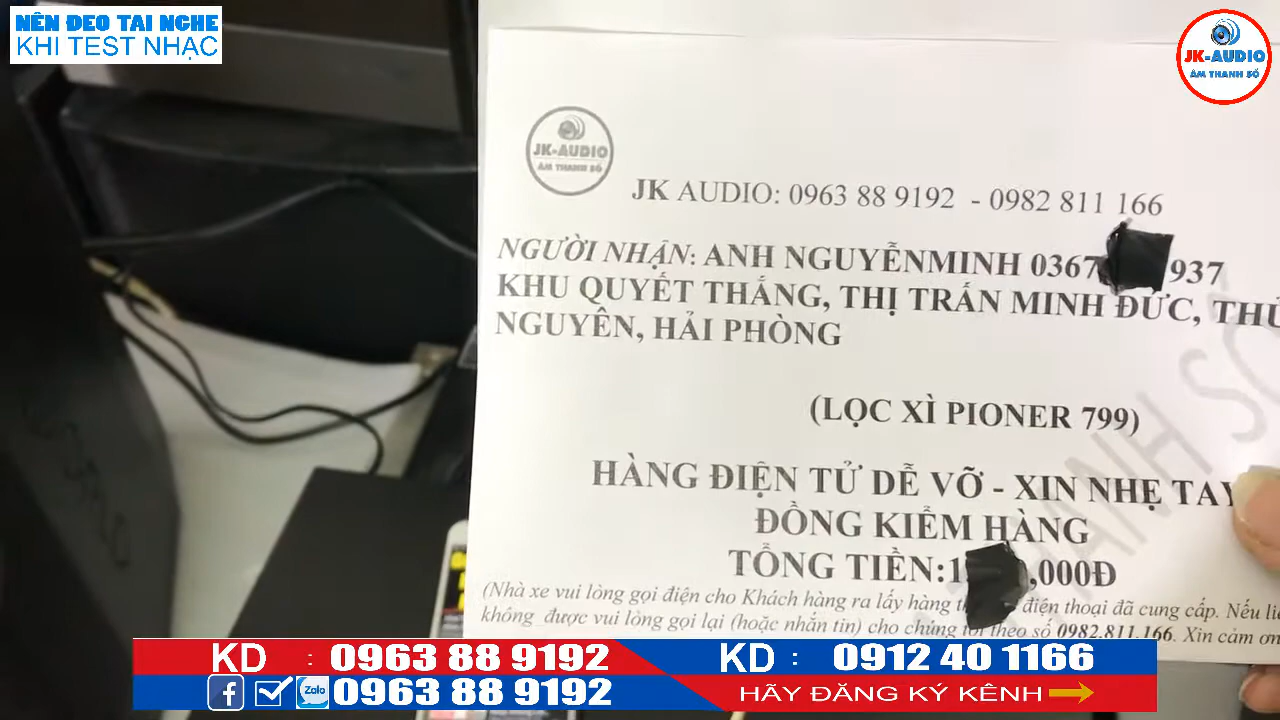 NÊN ĐEO TAI NGHE
KHI TEST NHẠC
JK-AUDIO
ÂM THANH SỐ
JK-AUDIO
ÂM THANH SỐ
JK AUDIO: 0963 88 9192 - 0982 811 166
NGƯỜI NHẬN: ANH NGUYỄNMINH 0367 937
KHU QUYẾT THẮNG, THỊ TRẤN MINH ĐỨC,
NGUYÊN, HẢI PHÒNG
(LỌC XÌ PIONER 799)
HÀNG ĐIỆN TỬ DỄ VỠ - XIN NHẸ TAY
ĐỒNG KIỂM HÀNG
TỔNG TIỀN:1 ,000Đ
(Nhà xe vui lòng gọi điện cho Khách hàng ra lấy hàng điện thoại đã cung cấp. Nếu
không được vui lòng gọi lại (hoặc nhắn tin) cho chúng tôi theo số 0982.811.166. Xin cảm ơn
THANH SỐ
KD : 0963 88 9192
KD : 0912 40 1166
Zalo 0963 88 9192
HÃY ĐĂNG KÝ KÊNH